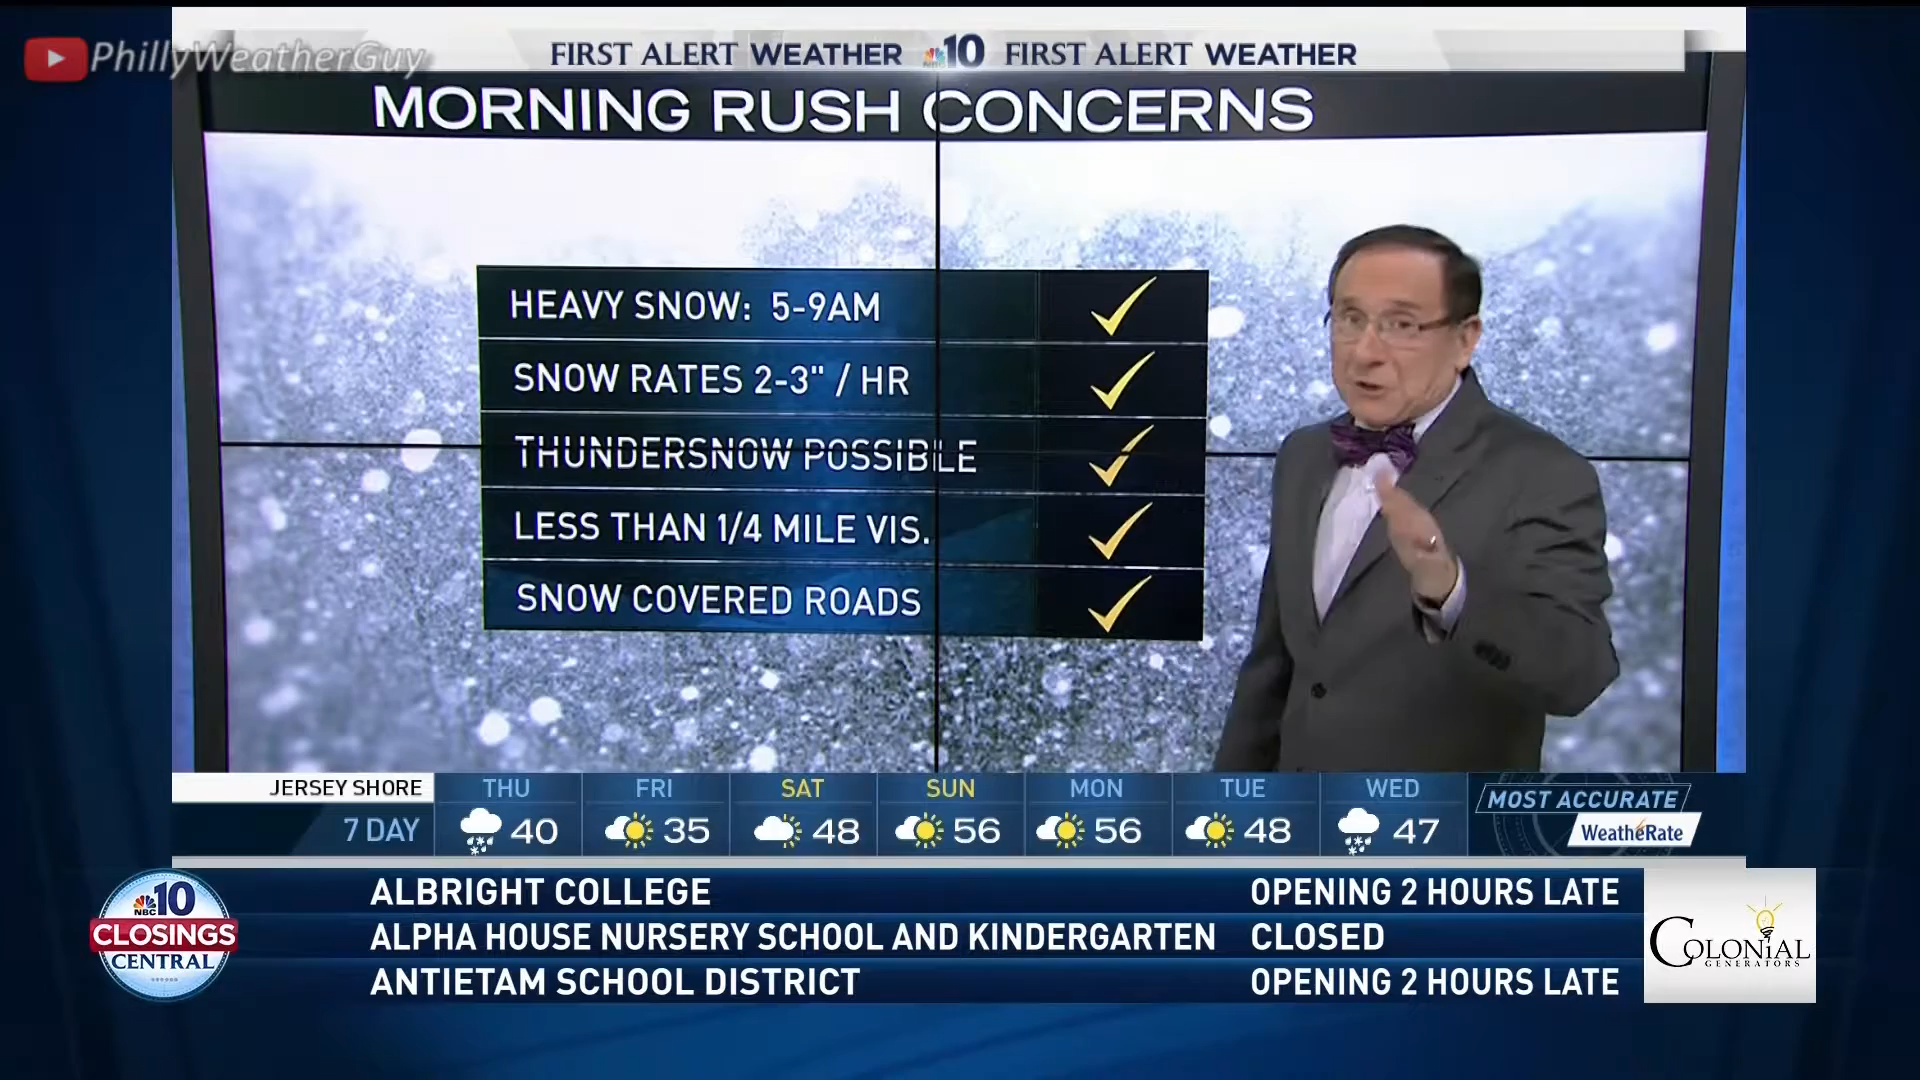 PhillyWeatherGuy
FIRST ALERT WEATHER NBC 10 FIRST ALERT WEATHER
MORNING RUSH CONCERNS
HEAVY SNOW: 5-9AM
SNOW RATES 2-3" / HR
THUNDERSNOW POSSIBLE
LESS THAN 1/4 MILE VIS.
SNOW COVERED ROADS
JERSEY SHORE
7 DAY
THU FRI SAT SUN MON TUE WED
40 35 48 56 56 48 47
MOST ACCURATE
WeatheRate
NBC 10
CLOSINGS
CENTRAL
ALBRIGHT COLLEGE OPENING 2 HOURS LATE
ALPHA HOUSE NURSERY SCHOOL AND KINDERGARTEN CLOSED
ANTIETAM SCHOOL DISTRICT OPENING 2 HOURS LATE
COLONiAL
GENERATORS